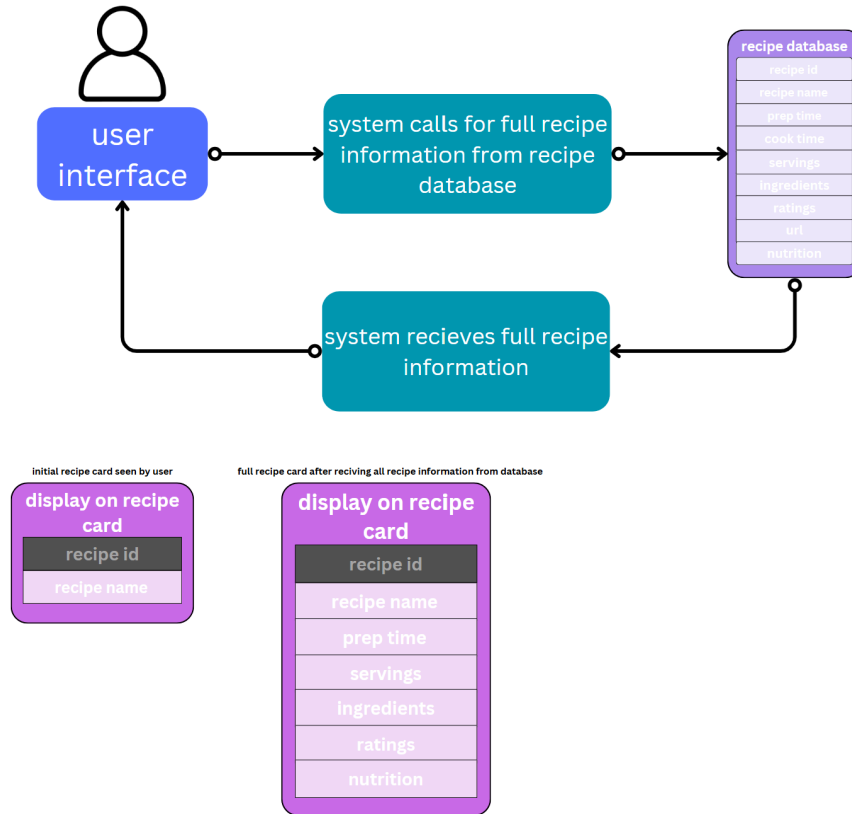 user
interface
system calls for full recipe
information from recipe
database
recipe database
recipe id
recipe name
prep time
cook time
servings
ingredients
ratings
url
nutrition
system recieves full recipe
information
initial recipe card seen by user
display on recipe
card
recipe id
recipe name
full recipe card after reciving all recipe information from database
display on recipe
card
recipe id
recipe name
prep time
servings
ingredients
ratings
nutrition